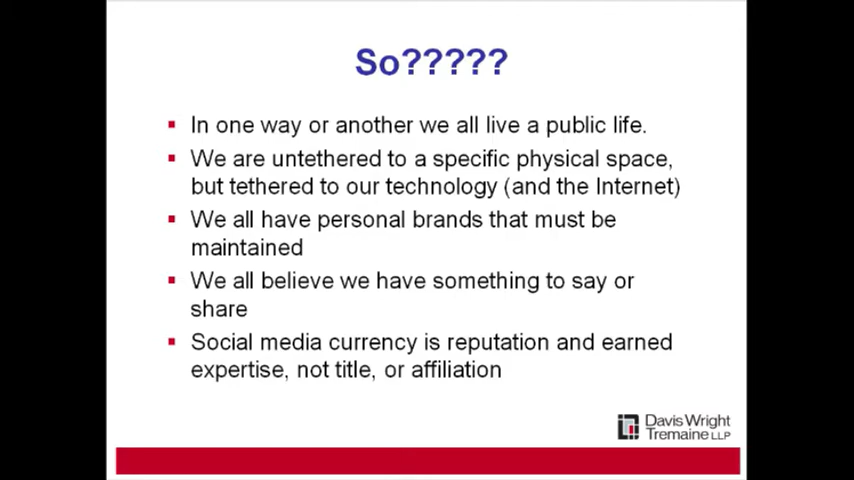 So?????
In one way or another we all live a public life.
We are untethered to a specific physical space,
but tethered to our technology (and the Internet)
We all have personal brands that must be
maintained
We all believe we have something to say or
share
Social media currency is reputation and earned
expertise, not title, or affiliation
Davis Wright
Tremaine LLP